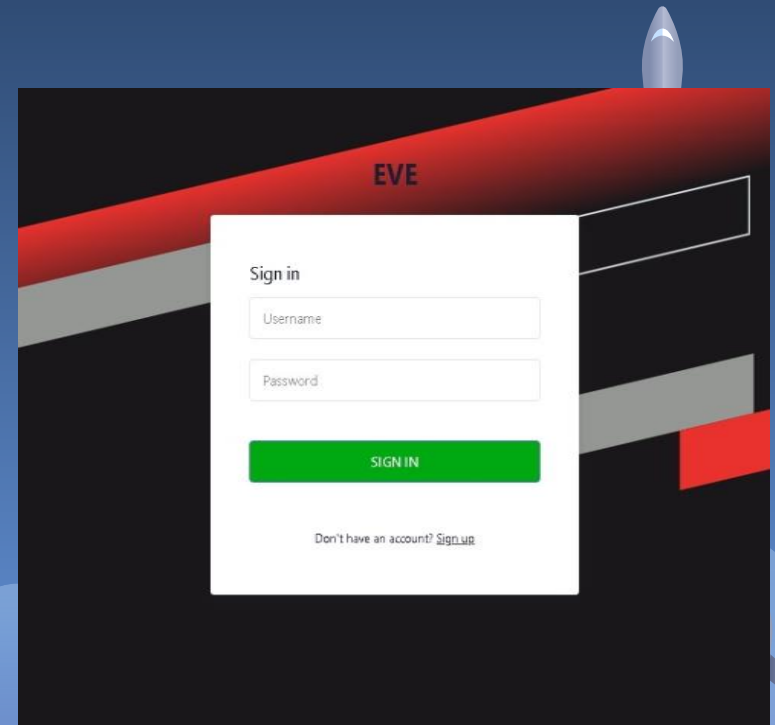 EVE
Sign in
Username
Password
SIGN IN
Don't have an account? Sign up